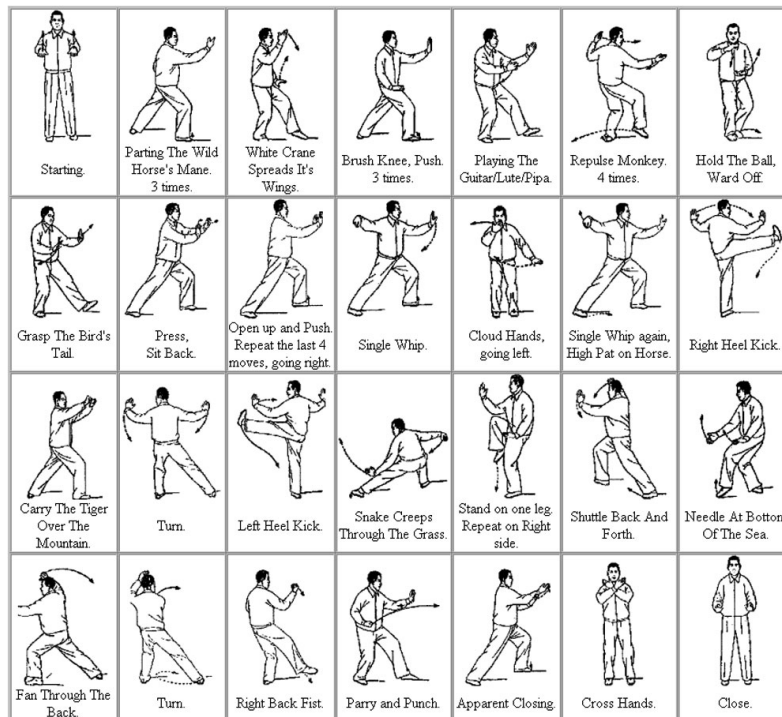 Starting.
Parting The Wild
Horse's Mane.
3 times.
White Crane
Spreads It's
Wings.
Brush Knee, Push.
3 times.
Playing The
Guitar/Lute/Pipa.
Repulse Monkey.
4 times.
Hold The Ball,
Ward Off.
Grasp The Bird's
Tail.
Press,
Sit Back.
Open up and Push.
Repeat the last 4
moves, going right.
Single Whip.
Cloud Hands,
going left.
Single Whip again,
High Pat on Horse.
Right Heel Kick.
Carry The Tiger
Over The
Mountain.
Turn.
Left Heel Kick.
Snake Creeps
Through The Grass.
Stand on one leg.
Repeat on Right
side.
Shuttle Back And
Forth.
Needle At Botton
Of The Sea.
Fan Through The
Back.
Turn.
Right Back Fist.
Parry and Punch.
Apparent Closing.
Cross Hands.
Close.